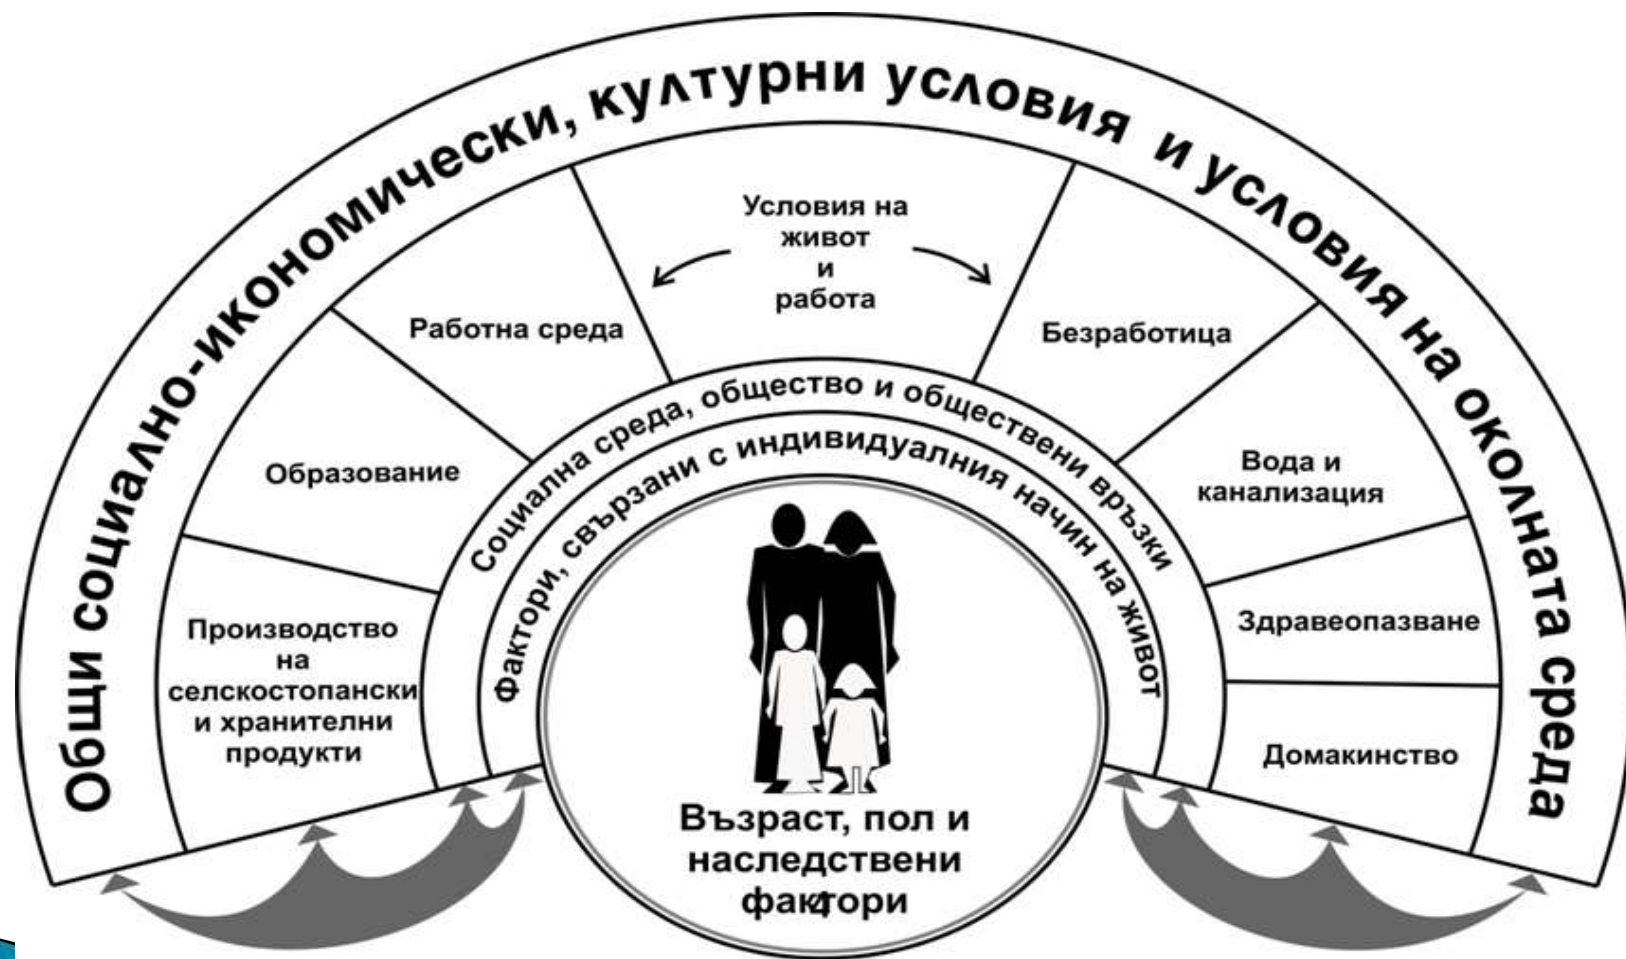 Общи социално-икономически, културни условия и условия на околната среда
Условия на
живот
и
работа
Работна среда
Безработица
Образование
Вода и
канализация
Производство
на
селскостопански
и хранителни
продукти
Здравеопазване
Домакинство
Социална среда, общество и обществени връзки
Фактори, свързани с индивидуалния начин на живот
Възраст, пол и
наследствени
фактори
4